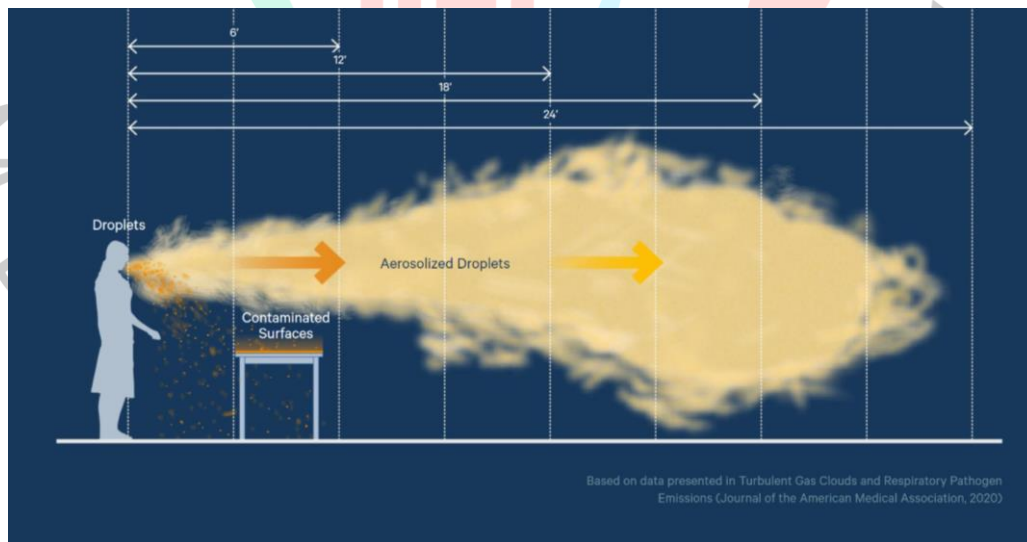 6'
12'
18'
24'
Droplets
Aerosolized Droplets
Contaminated
Surfaces
Based on data presented in Turbulent Gas Clouds and Respiratory Pathogen
Emissions (Journal of the American Medical Association, 2020)